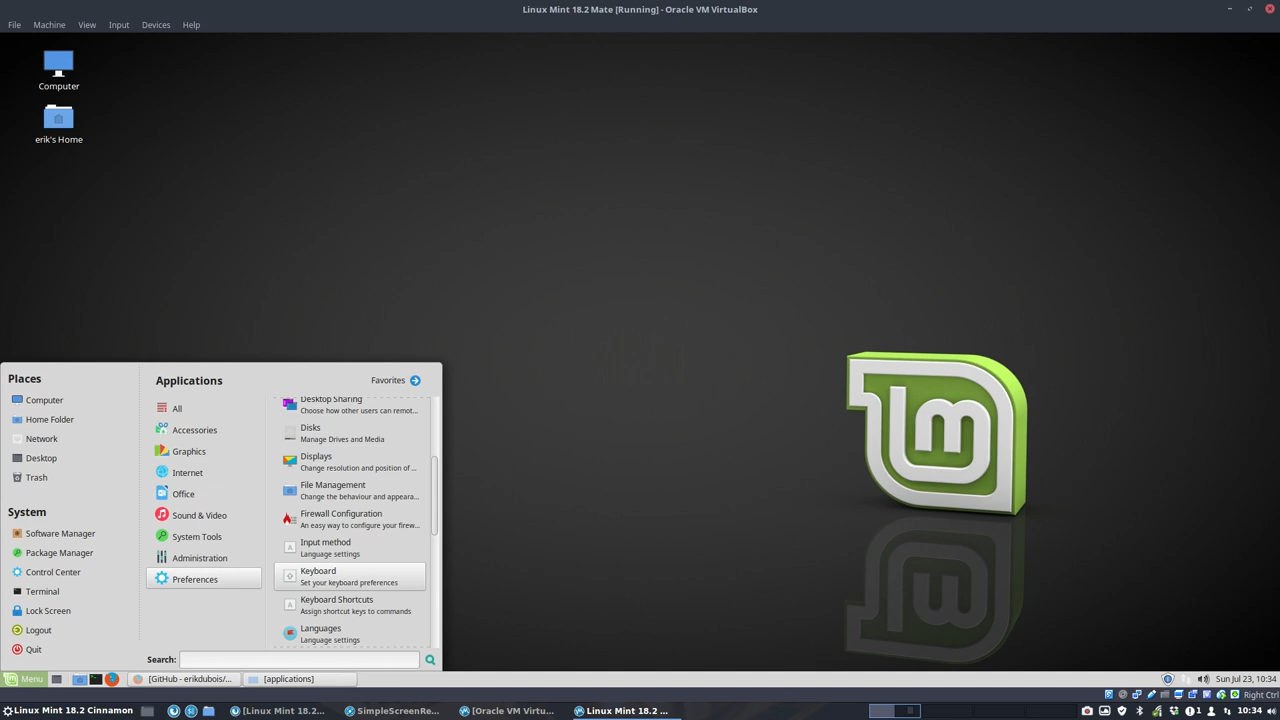 Linux Mint 18.2 Mate [Running] - Oracle VM VirtualBox
File Machine View Input Devices Help
Computer
erik's Home
Places
Computer
Home Folder
Network
Desktop
Trash
System
Software Manager
Package Manager
Control Center
Terminal
Lock Screen
Logout
Quit
Applications
Favorites
All
Accessories
Graphics
Internet
Office
Sound & Video
System Tools
Administration
Preferences
Desktop Sharing
Choose how other users can remot...
Disks
Manage Drives and Media
Displays
Change resolution and position of ...
File Management
Change the behaviour and appeara...
Firewall Configuration
An easy way to configure your firew...
Input method
Language settings
Keyboard
Set your keyboard preferences
Keyboard Shortcuts
Assign shortcut keys to commands
Languages
Language settings
Search:
Menu [GitHub - erikdubois/... [applications] Sun Jul 23, 10:34
Right Ctrl
Linux Mint 18.2 Cinnamon [Linux Mint 18.2... SimpleScreenRe... [Oracle VM Virtu... Linux Mint 18.2 ... 1 10:34